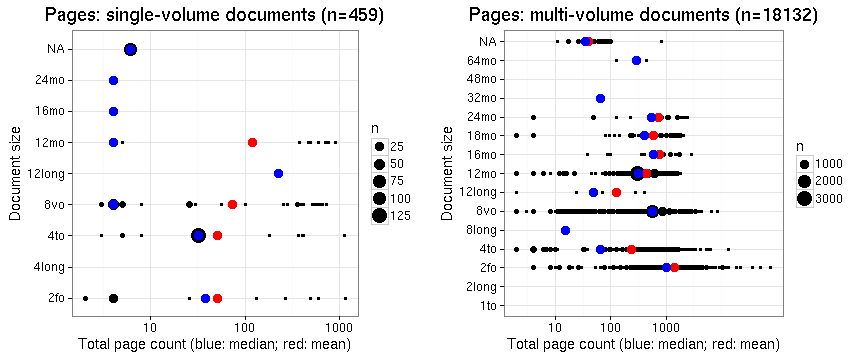 Pages: single-volume documents (n=459)
Document size
NA
24mo
16mo
12mo
12long
8vo
4to
4long
2fo
10
100
1000
Total page count (blue: median; red: mean)
n
25
50
75
100
125
Pages: multi-volume documents (n=18132)
Document size
NA
64mo
48mo
32mo
24mo
18mo
16mo
12mo
12long
8vo
8long
4to
2fo
2long
1to
10
100
1000
Total page count (blue: median; red: mean)
n
1000
2000
3000